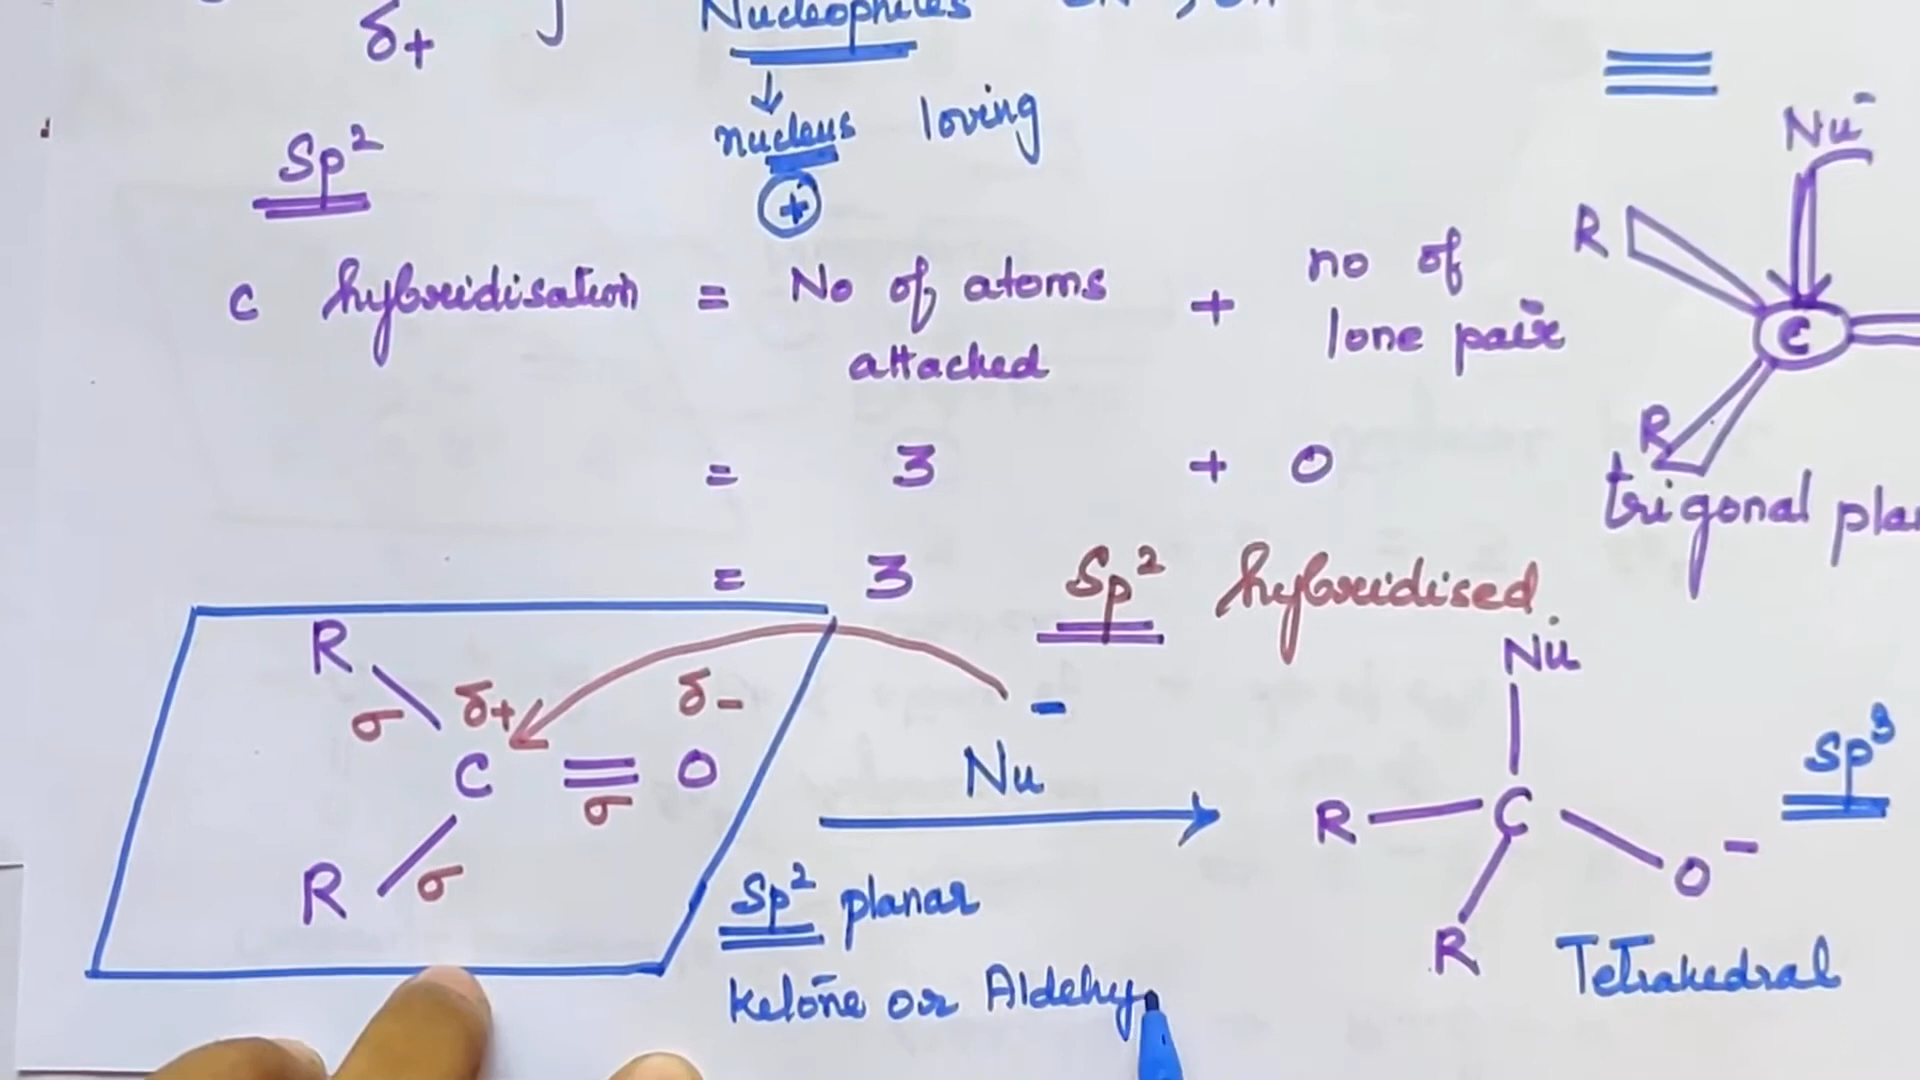 δ+
Nucleophiles
nucleus loving
+
Sp²
C hybridisation = No of atoms attached + no of lone pair
= 3 + 0
= 3 Sp² hybridised
Nu⁻
R
C
R
trigonal
R
σ δ+ δ-
C = O
σ
R σ
-
Nu
Sp² planar
Ketone or Aldehy
Nu
R C O⁻
R
Sp³
Tetrahedral